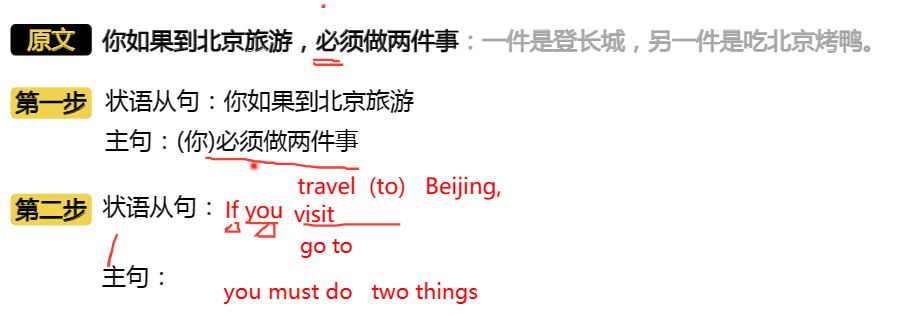 原文 你如果到北京旅游，必须做两件事：一件是登长城，另一件是吃北京烤鸭。
第一步 状语从句：你如果到北京旅游
主句：(你)必须做两件事
travel (to) Beijing,
第二步 状语从句： If you visit
go to
主句：
you must do two things